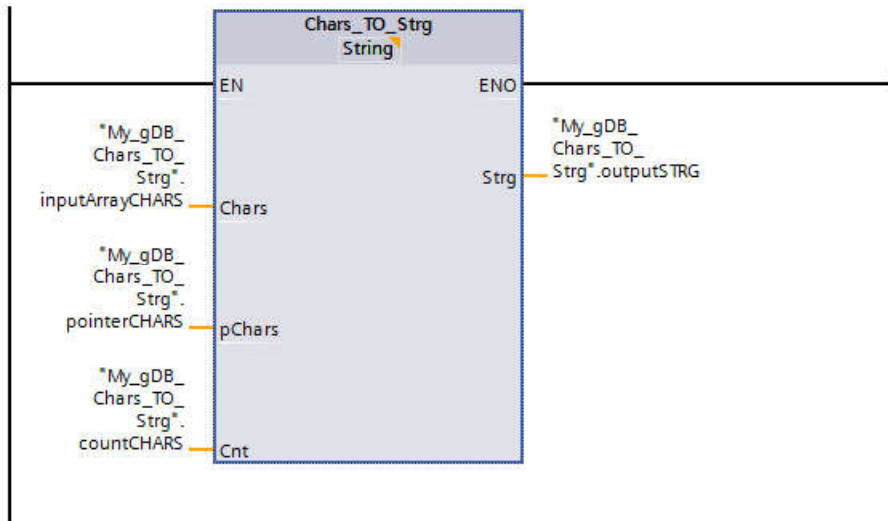 Chars_TO_Strg
String
EN
ENO
"My_gDB_
Chars_TO_
Strg".
inputArrayCHARS
Chars
"My_gDB_
Chars_TO_
Strg".outputSTRG
Strg
"My_gDB_
Chars_TO_
Strg".
pointerCHARS
pChars
"My_gDB_
Chars_TO_
Strg".
countCHARS
Cnt